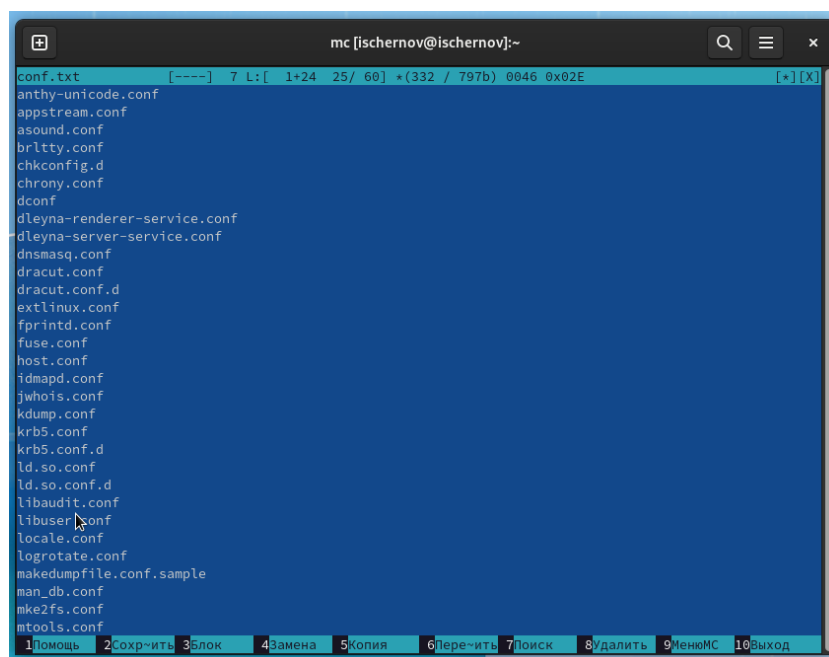 mc [ischernov@ischernov]:~
conf.txt [----] 7 L:[ 1+24 25/ 60] *(332 / 797b) 0046 0x02E [*][X]
anthy-unicode.conf
appstream.conf
asound.conf
brltty.conf
chkconfig.d
chrony.conf
dconf
dleyna-renderer-service.conf
dleyna-server-service.conf
dnsmasq.conf
dracut.conf
dracut.conf.d
extlinux.conf
fprintd.conf
fuse.conf
host.conf
idmapd.conf
jwhois.conf
kdump.conf
krb5.conf
krb5.conf.d
ld.so.conf
ld.so.conf.d
libaudit.conf
libuser.conf
locale.conf
logrotate.conf
makedumpfile.conf.sample
man_db.conf
mke2fs.conf
mtools.conf
1Помощь 2Сохр~ить 3Блок 4Замена 5Копия 6Пере~ить 7Поиск 8Удалить 9МенюMC 10Выход